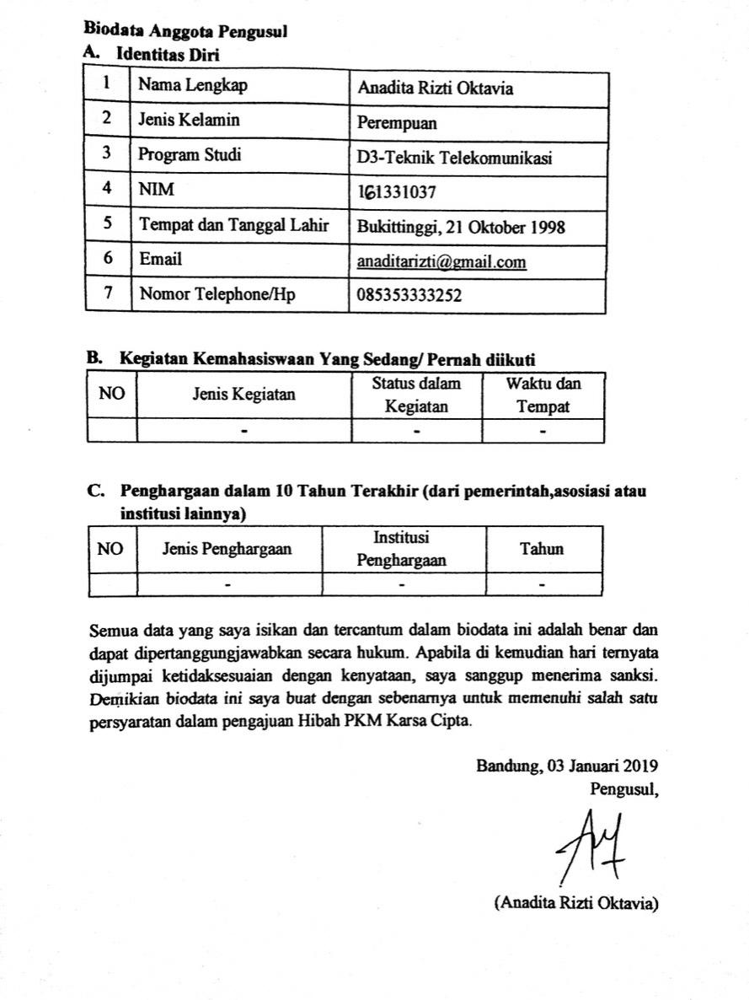 Biodata Anggota Pengusul
A. Identitas Diri
1 Nama Lengkap Anadita Rizti Oktavia
2 Jenis Kelamin Perempuan
3 Program Studi D3-Teknik Telekomunikasi
4 NIM 161331037
5 Tempat dan Tanggal Lahir Bukittinggi, 21 Oktober 1998
6 Email anaditarizti@gmail.com
7 Nomor Telephone/Hp 085353333252
B. Kegiatan Kemahasiswaan Yang Sedang/ Pernah diikuti
NO Jenis Kegiatan Status dalam Kegiatan Waktu dan Tempat
- - -
C. Penghargaan dalam 10 Tahun Terakhir (dari pemerintah,asosiasi atau
institusi lainnya)
NO Jenis Penghargaan Institusi Penghargaan Tahun
- - -
Semua data yang saya isikan dan tercantum dalam biodata ini adalah benar dan
dapat dipertanggungjawabkan secara hukum. Apabila di kemudian hari ternyata
dijumpai ketidaksesuaian dengan kenyataan, saya sanggup menerima sanksi.
Demikian biodata ini saya buat dengan sebenarnya untuk memenuhi salah satu
persyaratan dalam pengajuan Hibah PKM Karsa Cipta.
Bandung, 03 Januari 2019
Pengusul,
(Anadita Rizti Oktavia)